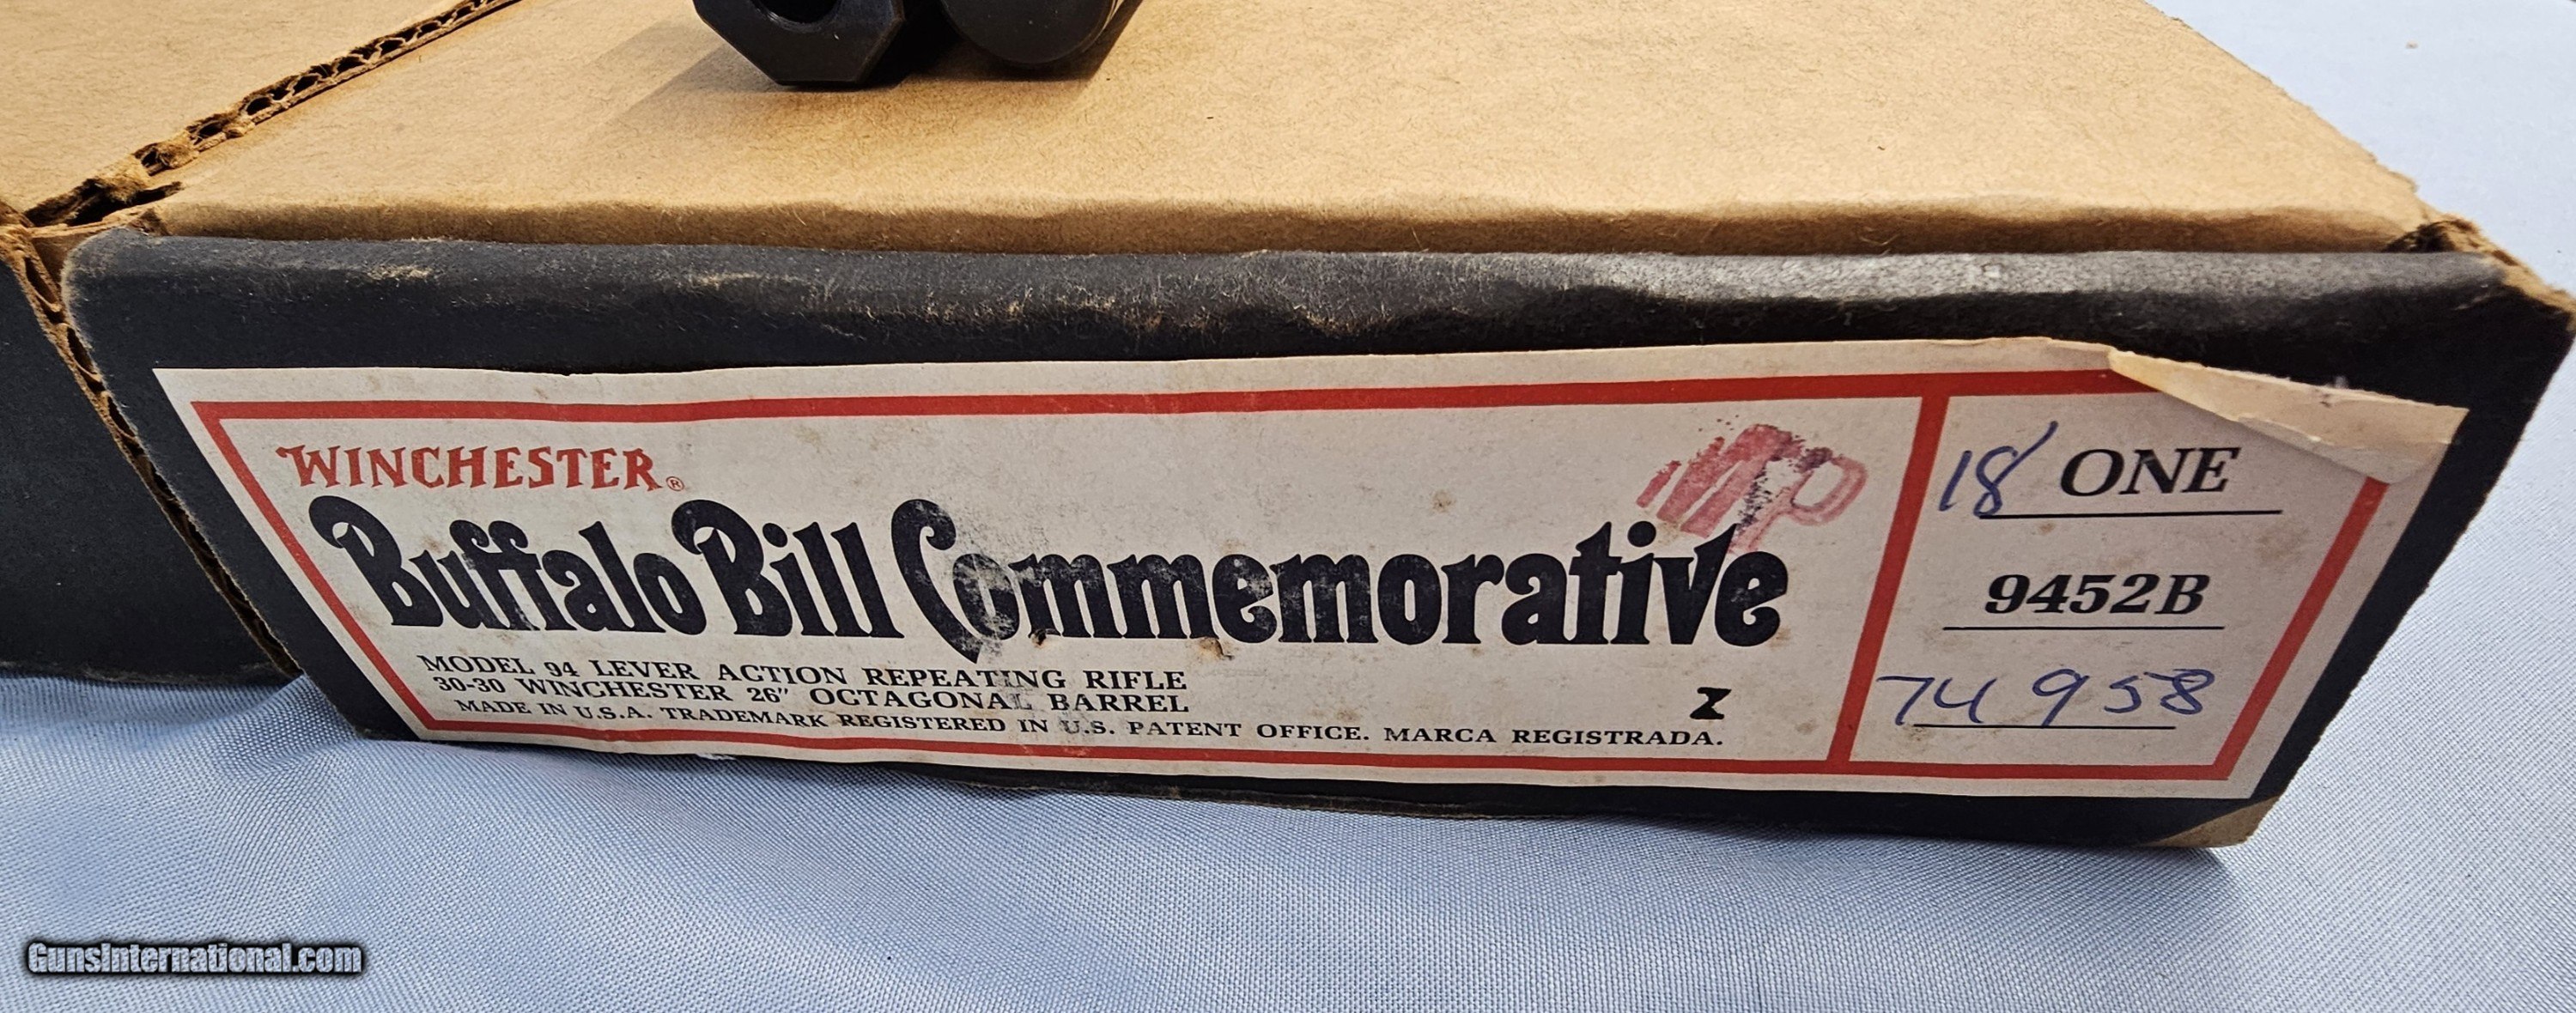 WINCHESTER®
Buffalo Bill Commemorative
MODEL 94 LEVER ACTION REPEATING RIFLE
30-30 WINCHESTER 26" OCTAGONAL BARREL
MADE IN U.S.A. TRADEMARK REGISTERED IN U.S. PATENT OFFICE. MARCA REGISTRADA.
Z
18 ONE
9452B
74958
GunsInternational.com